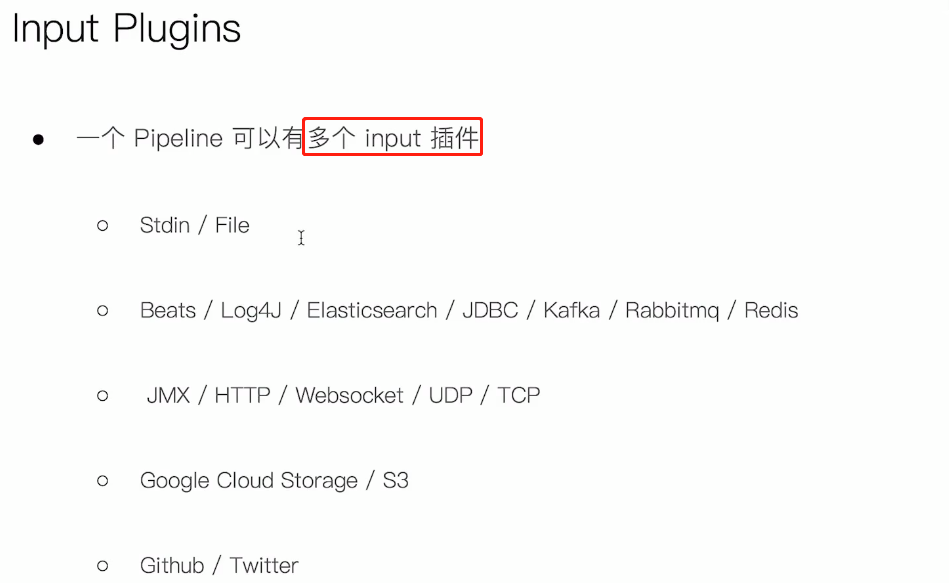 Input Plugins
一个 Pipeline 可以有多个 input 插件
Stdin / File
Beats / Log4J / Elasticsearch / JDBC / Kafka / Rabbitmq / Redis
JMX / HTTP / Websocket / UDP / TCP
Google Cloud Storage / S3
Github / Twitter